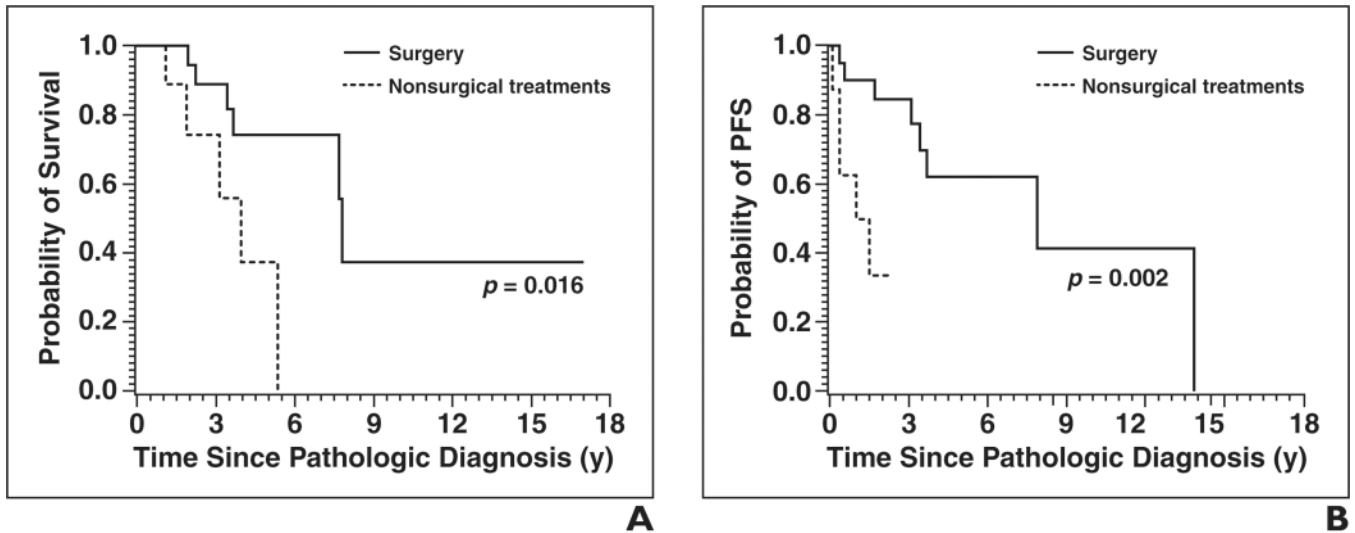 Probability of Survival
1.0
0.8
0.6
0.4
0.2
0.0
Surgery
Nonsurgical treatments
p = 0.016
0 3 6 9 12 15 18
Time Since Pathologic Diagnosis (y)
A
Probability of PFS
1.0
0.8
0.6
0.4
0.2
0.0
Surgery
Nonsurgical treatments
p = 0.002
0 3 6 9 12 15 18
Time Since Pathologic Diagnosis (y)
B